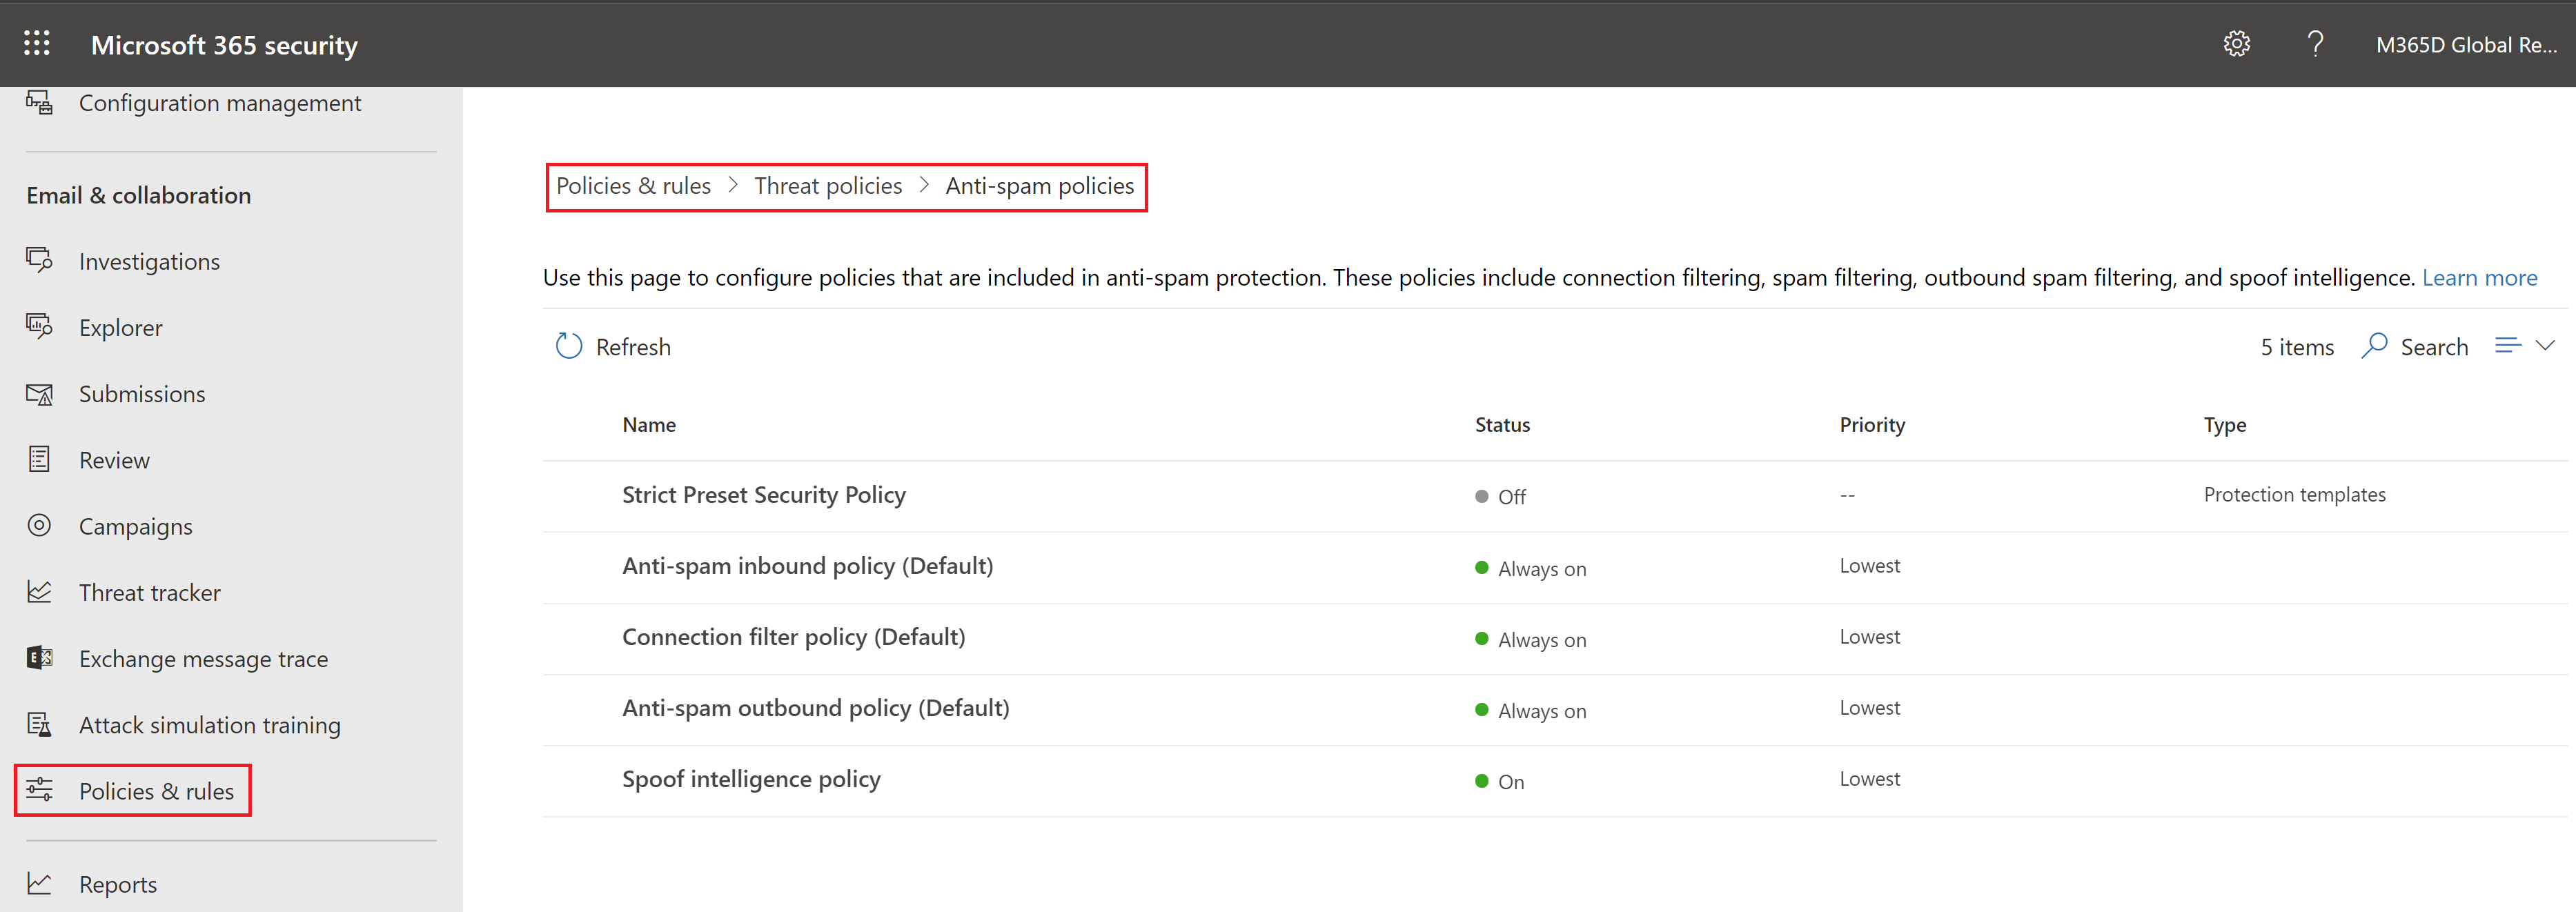 Microsoft 365 security
M365D Global Re...
Configuration management
Email & collaboration
Investigations
Explorer
Submissions
Review
Campaigns
Threat tracker
Exchange message trace
Attack simulation training
Policies & rules
Reports
Policies & rules > Threat policies > Anti-spam policies
Use this page to configure policies that are included in anti-spam protection. These policies include connection filtering, spam filtering, outbound spam filtering, and spoof intelligence. Learn more
Refresh 5 items Search
Name Status Priority Type
Strict Preset Security Policy Off -- Protection templates
Anti-spam inbound policy (Default) Always on Lowest
Connection filter policy (Default) Always on Lowest
Anti-spam outbound policy (Default) Always on Lowest
Spoof intelligence policy On Lowest